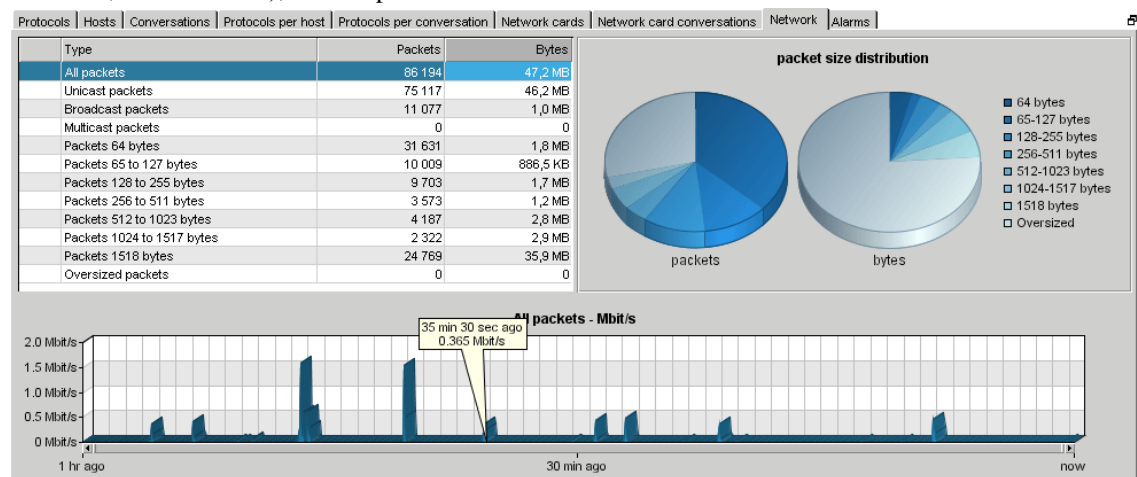 Protocols Hosts Conversations Protocols per host Protocols per conversation Network cards Network card conversations Network Alarms
Type Packets Bytes
All packets 86 194 47,2 MB
Unicast packets 75 117 46,2 MB
Broadcast packets 11 077 1,0 MB
Multicast packets 0 0
Packets 64 bytes 31 631 1,8 MB
Packets 65 to 127 bytes 10 009 886,5 KB
Packets 128 to 255 bytes 9 703 1,7 MB
Packets 256 to 511 bytes 3 573 1,2 MB
Packets 512 to 1023 bytes 4 187 2,8 MB
Packets 1024 to 1517 bytes 2 322 2,9 MB
Packets 1518 bytes 24 769 35,9 MB
Oversized packets 0 0
packet size distribution
64 bytes
65-127 bytes
128-255 bytes
256-511 bytes
512-1023 bytes
1024-1517 bytes
1518 bytes
Oversized
packets bytes
packets - Mbit/s
35 min 30 sec ago
0.365 Mbit/s
2.0 Mbit/s
1.5 Mbit/s
1.0 Mbit/s
0.5 Mbit/s
0 Mbit/s
1 hr ago 30 min ago now